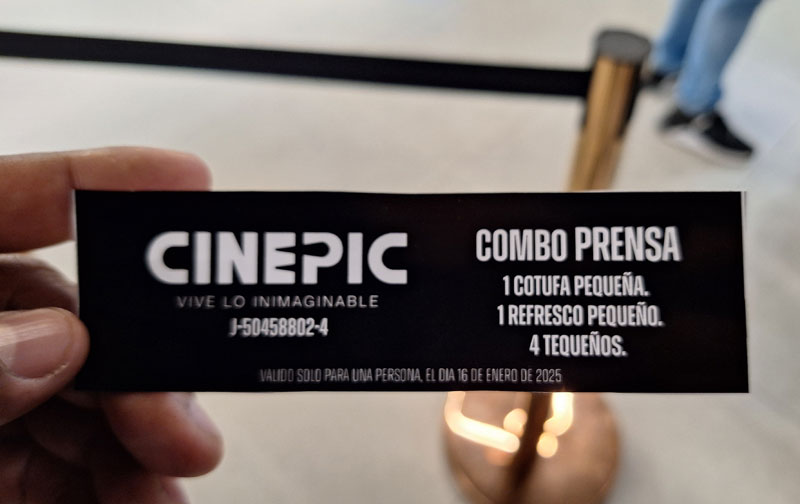 CINEPIC
VIVE LO INIMAGINABLE
J-50458802-4
COMBO PRENSA
1 COTUFA PEQUEÑA.
1 REFRESCO PEQUEÑO.
4 TEQUEÑOS.
VALIDO SOLO PARA UNA PERSONA, EL DIA 16 DE ENERO DE 2025